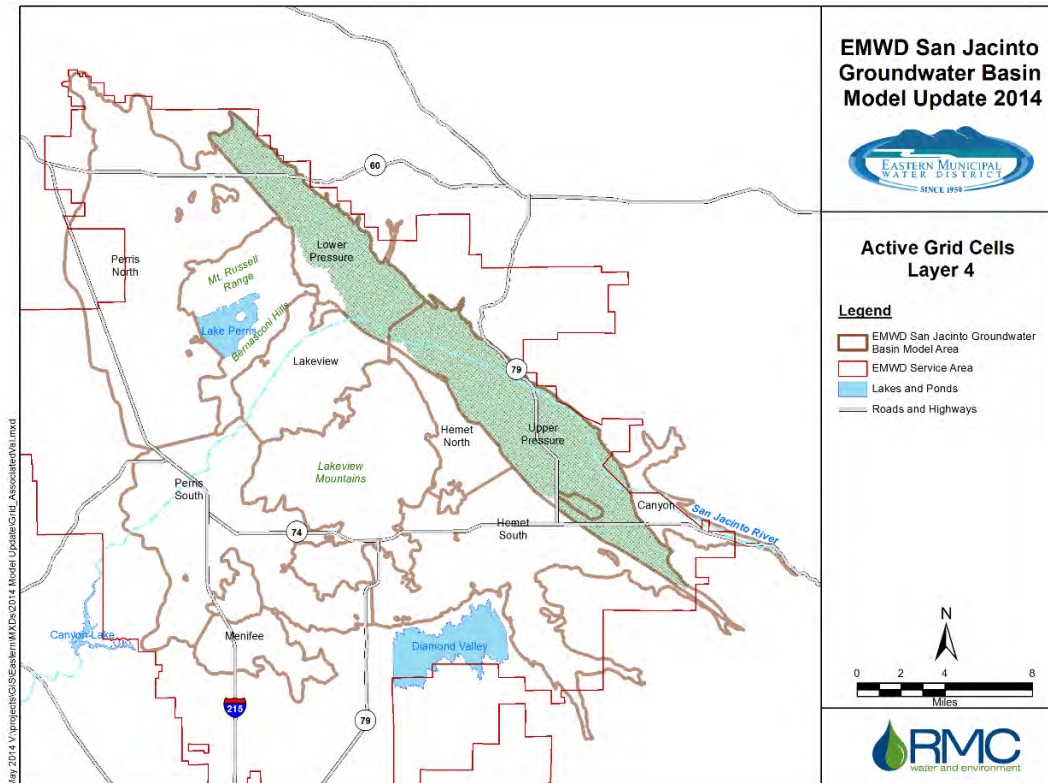 EMWD San Jacinto
Groundwater Basin
Model Update 2014
EASTERN MUNICIPAL
WATER DISTRICT
SINCE 1950
Active Grid Cells
Layer 4
Legend
EMWD San Jacinto Groundwater
Basin Model Area
EMWD Service Area
Lakes and Ponds
Roads and Highways
N
0 2 4 8
Miles
RMC
water and environment
60
Lower
Pressure
Perris
North
Mt. Russell
Range
Lake Perris
Bernasconi Hills
Lakeview
79
Hemet
North
Upper
Pressure
Lakeview
Mountains
Perris
South
Canyon
San Jacinto River
74
Hemet
South
Canyon Lake
Menifee
Diamond Valley
215
79
May 2014 V:\projects\GIS\Eastern\MXDs\2014 Model Update\Grid_AssociatedVal.mxd